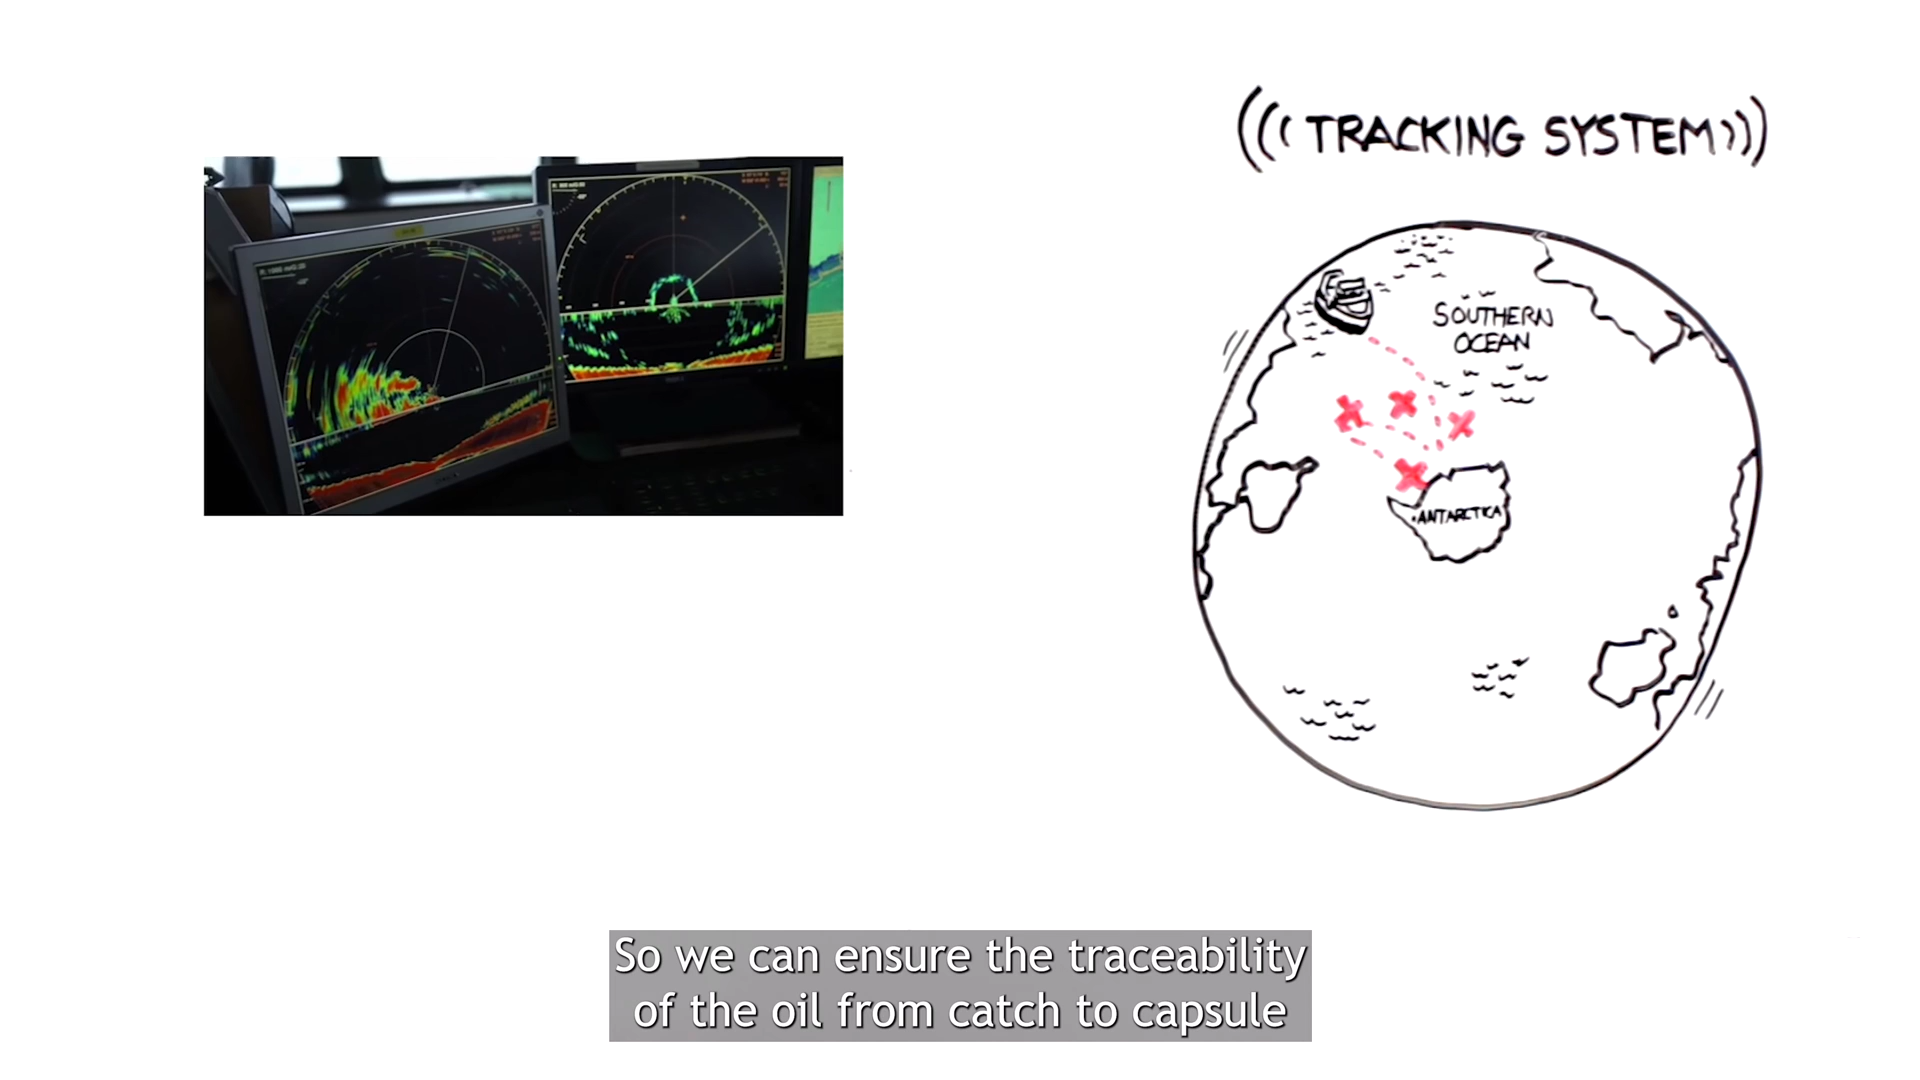 TRACKING SYSTEM
SOUTHERN
OCEAN
ANTARCTICA
So we can ensure the traceability
of the oil from catch to capsule